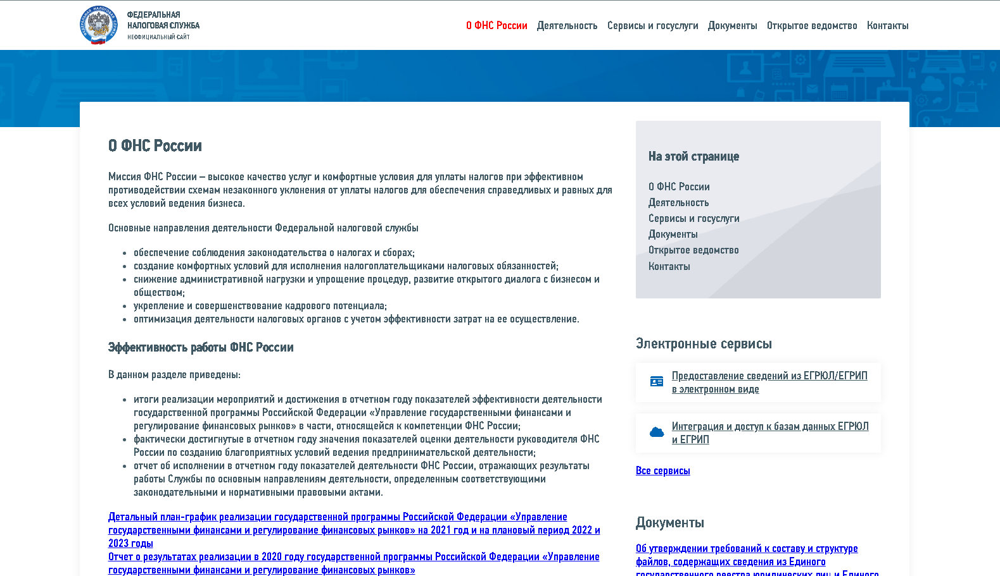 ФЕДЕРАЛЬНАЯ
НАЛОГОВАЯ СЛУЖБА
НЕОФИЦИАЛЬНЫЙ САЙТ
О ФНС России Деятельность Сервисы и госуслуги Документы Открытое ведомство Контакты
О ФНС России
Миссия ФНС России – высокое качество услуг и комфортные условия для уплаты налогов при эффективном
противодействии схемам незаконного уклонения от уплаты налогов для обеспечения справедливых и равных для
всех условий ведения бизнеса.
Основные направления деятельности Федеральной налоговой службы
• обеспечение соблюдения законодательства о налогах и сборах;
• создание комфортных условий для исполнения налогоплательщиками налоговых обязанностей;
• снижение административной нагрузки и упрощение процедур, развитие открытого диалога с бизнесом и
обществом;
• укрепление и совершенствование кадрового потенциала;
• оптимизация деятельности налоговых органов с учетом эффективности затрат на ее осуществление.
Эффективность работы ФНС России
В данном разделе приведены:
• итоги реализации мероприятий и достижения в отчетном году показателей эффективности деятельности
государственной программы Российской Федерации «Управление государственными финансами и
регулирование финансовых рынков» в части, относящейся к компетенции ФНС России;
• фактически достигнутые в отчетном году значения показателей оценки деятельности руководителя ФНС
России по созданию благоприятных условий ведения предпринимательской деятельности;
• отчет об исполнении в отчетном году показателей деятельности ФНС России, отражающих результаты
работы Службы по основным направлениям деятельности, определенным соответствующими
законодательными и нормативными правовыми актами.
Детальный план-график реализации государственной программы Российской Федерации «Управление
государственными финансами и регулирование финансовых рынков» на 2021 год и на плановый период 2022 и
2023 годы
Отчет о результатах реализации в 2020 году государственной программы Российской Федерации «Управление
государственными финансами и регулирование финансовых рынков»
На этой странице
О ФНС России
Деятельность
Сервисы и госуслуги
Документы
Открытое ведомство
Контакты
Электронные сервисы
Предоставление сведений из ЕГРЮЛ/ЕГРИП
в электронном виде
Интеграция и доступ к базам данных ЕГРЮЛ
и ЕГРИП
Все сервисы
Документы
Об утверждении требований к составу и структуре
файлов, содержащих сведения из Единого
государственного реестра юридических лиц и Единого